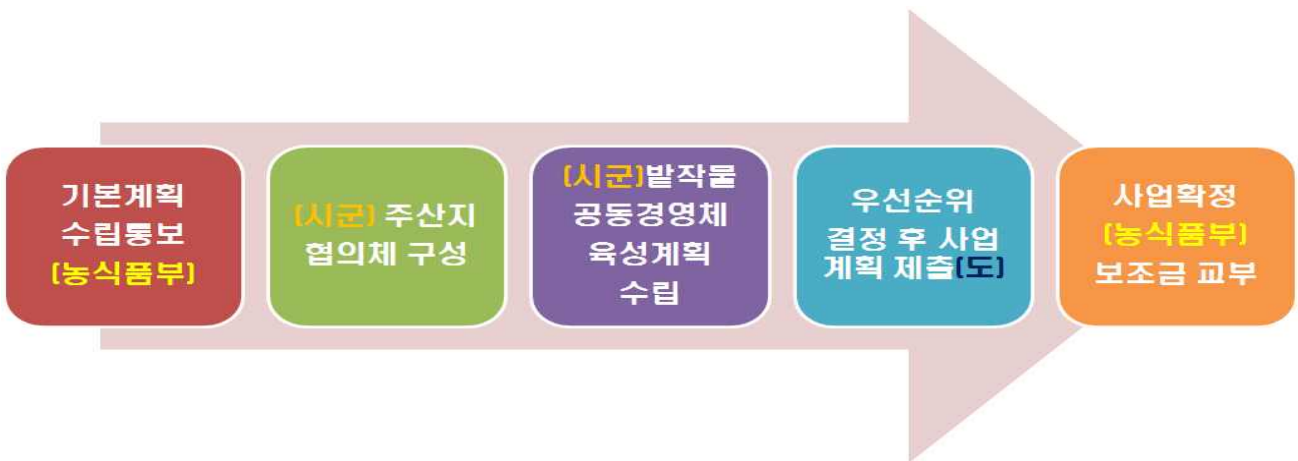 기본계획
수립통보
(농식품부)
(시군) 주산지
협의체 구성
(시군)밭작물
공동경영체
육성계획
수립
우선순위
결정 후 사업
계획 제출(도)
사업확정
(농식품부)
보조금 교부